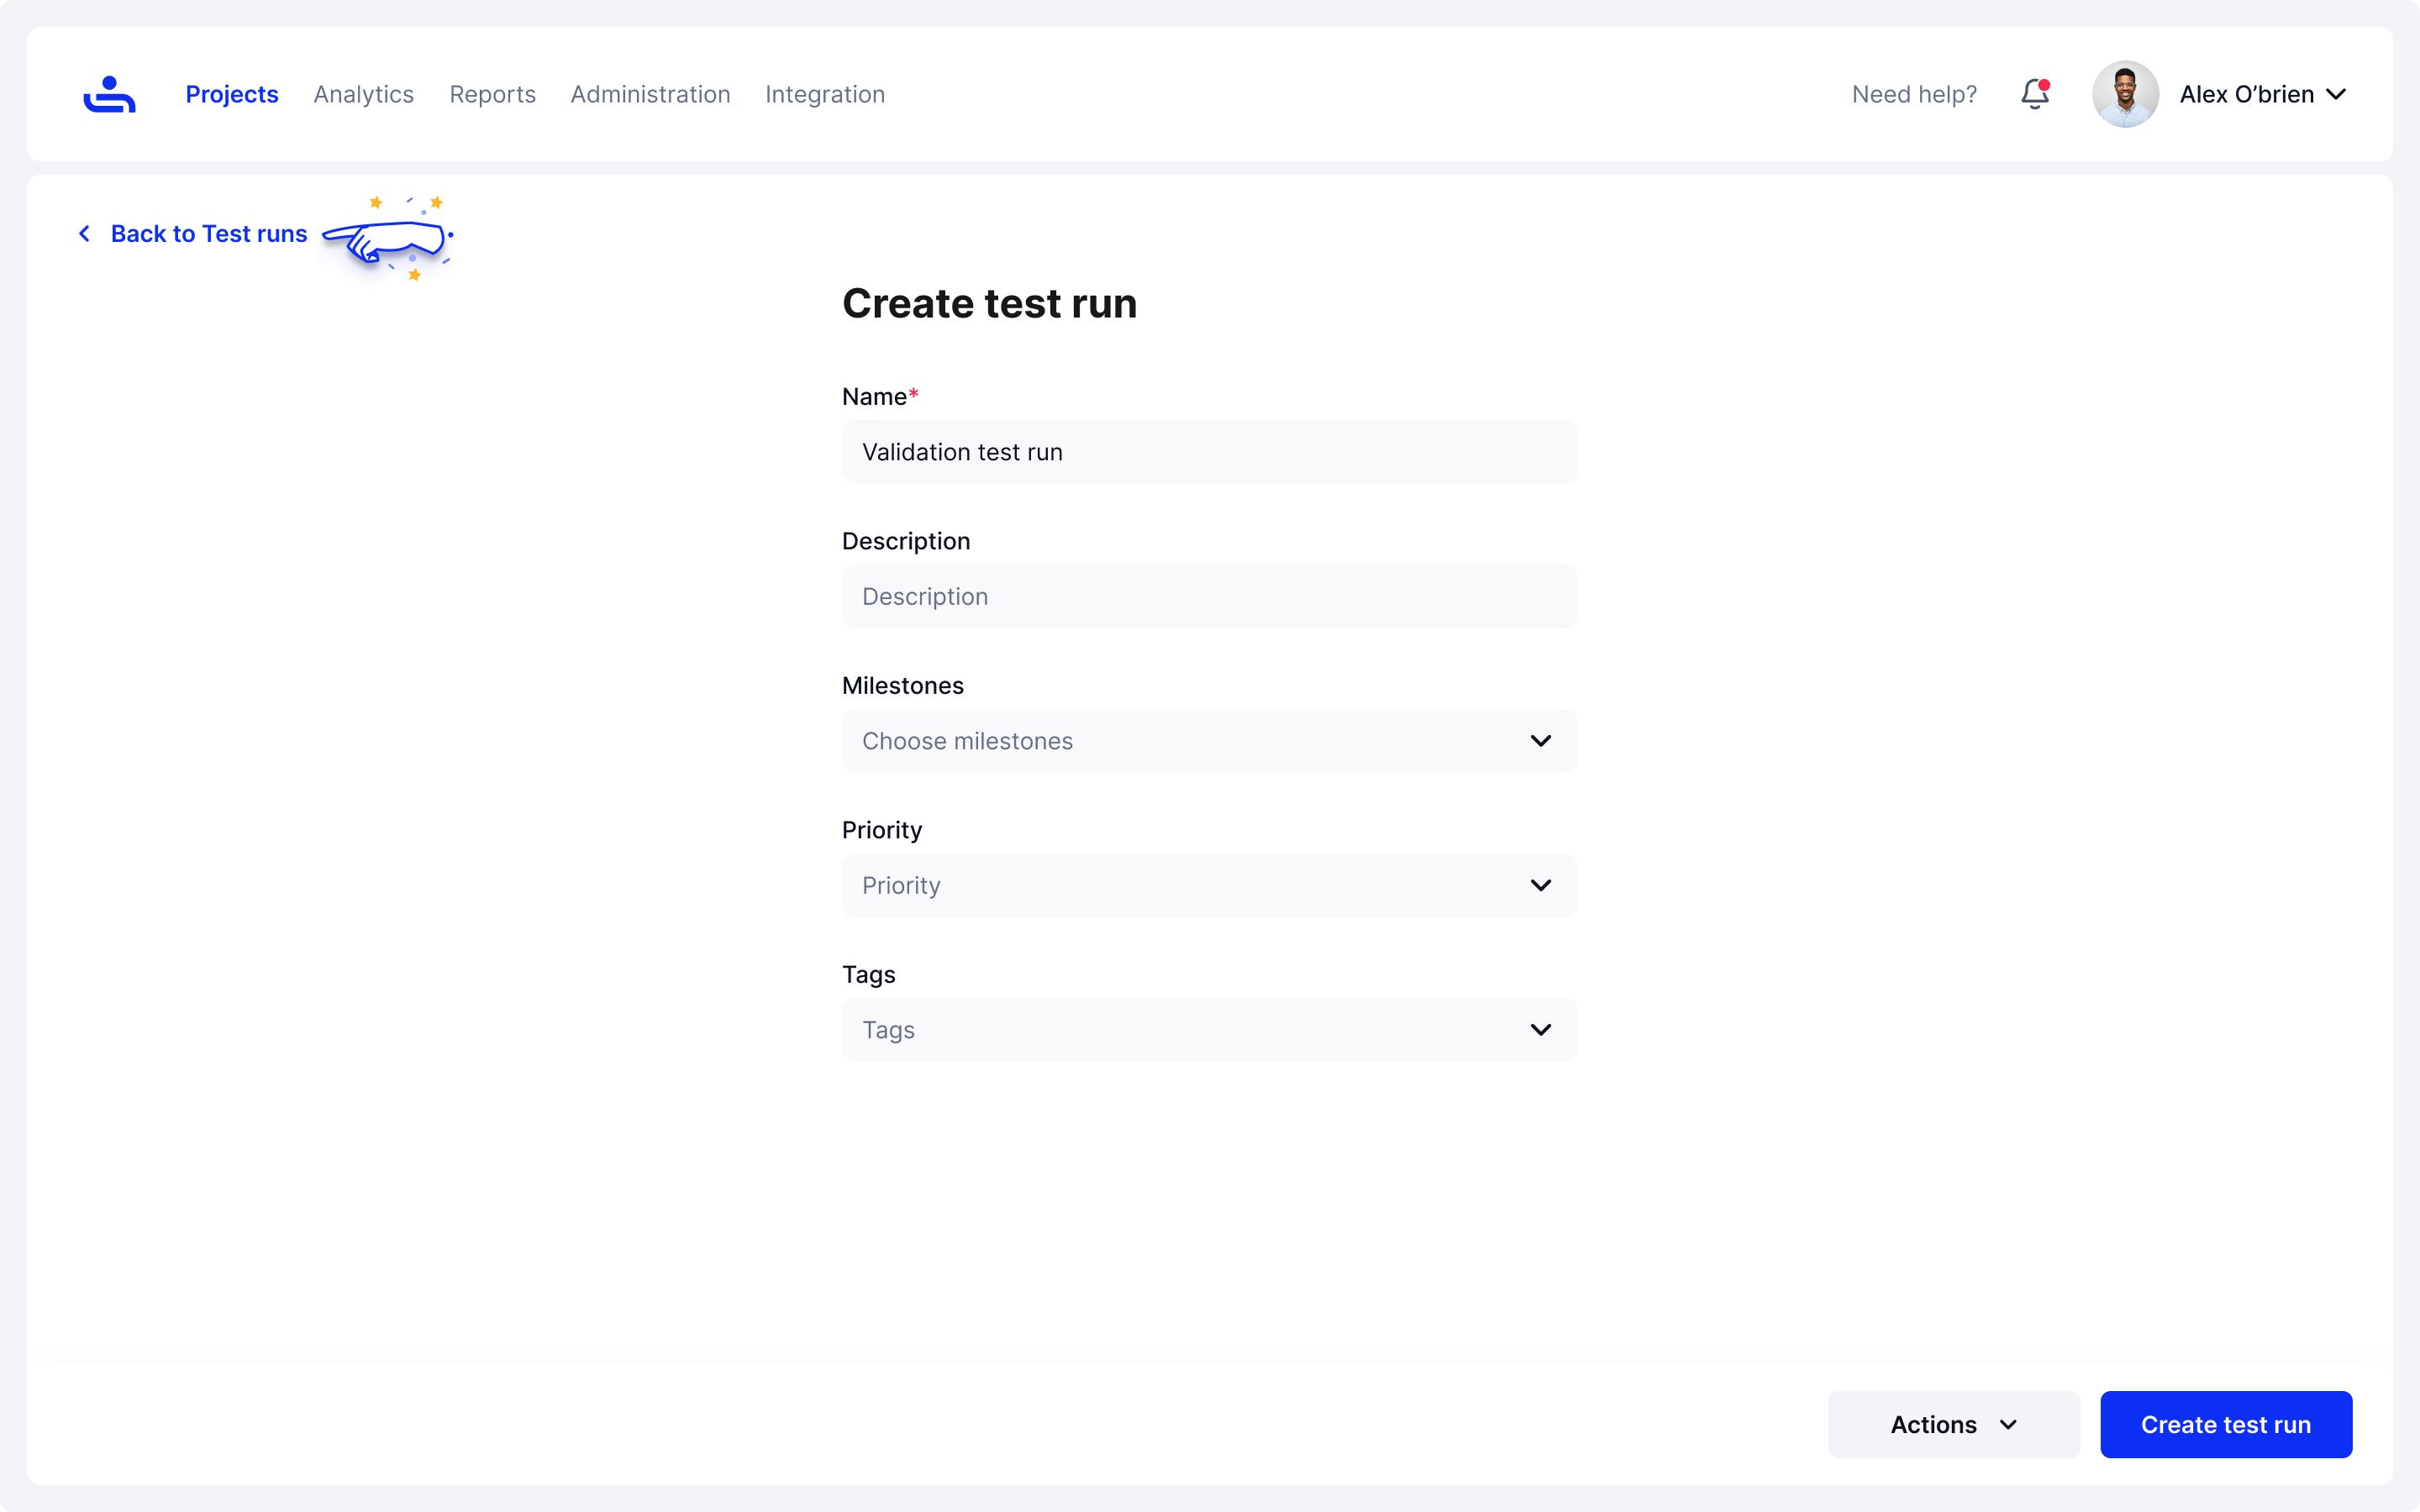 Projects Analytics Reports Administration Integration Need help? Alex O’brien
Back to Test runs
Create test run
Name*
Validation test run
Description
Description
Milestones
Choose milestones
Priority
Priority
Tags
Tags
Actions Create test run